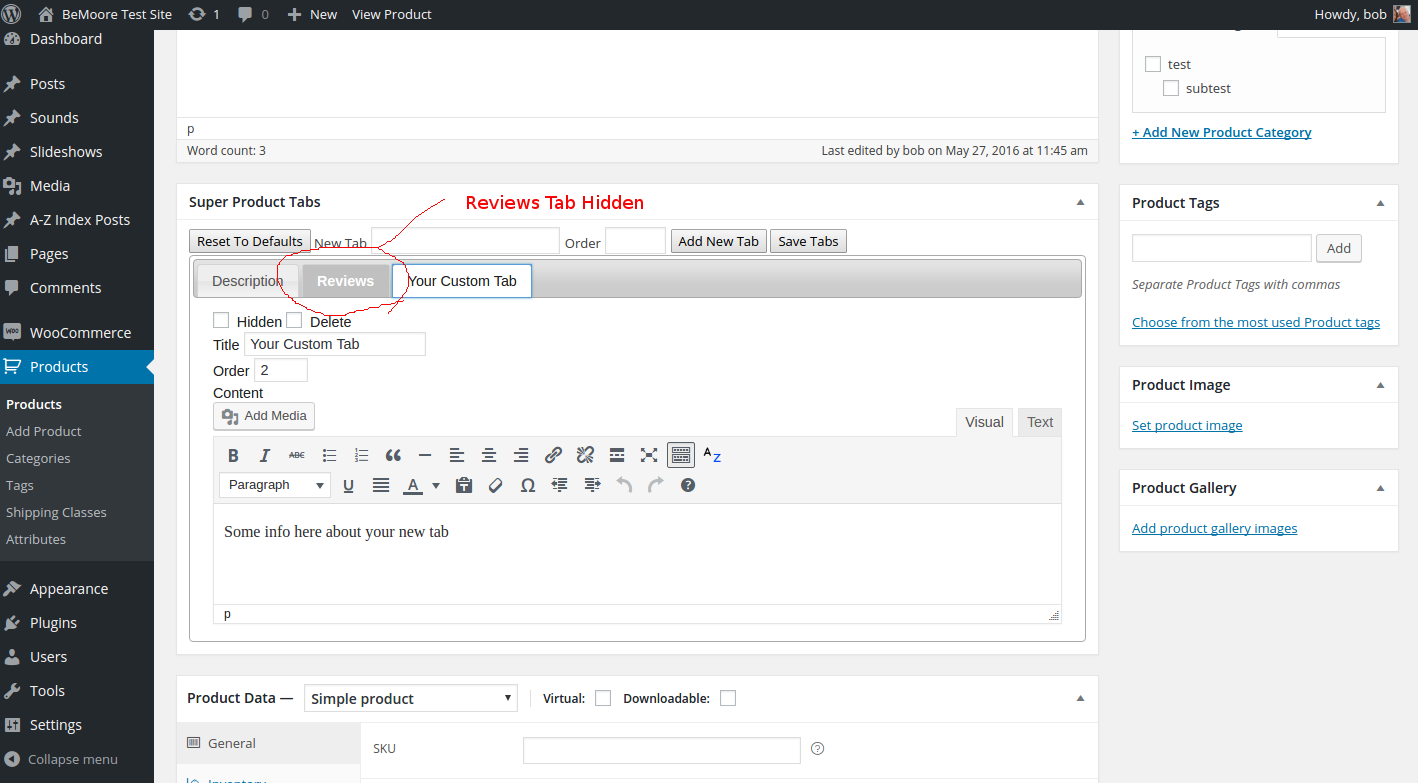 BeMoore Test Site 1 0 New View Product Howdy, bob
Dashboard
Posts
Sounds
Slideshows
Media
A-Z Index Posts
Pages
Comments
WooCommerce
Products
Products
Add Product
Categories
Tags
Shipping Classes
Attributes
Appearance
Plugins
Users
Tools
Settings
Collapse menu
p
Word count: 3 Last edited by bob on May 27, 2016 at 11:45 am
Super Product Tabs
Reviews Tab Hidden
Reset To Defaults New Tab Order Add New Tab Save Tabs
Description Reviews Your Custom Tab
Hidden Delete
Title Your Custom Tab
Order 2
Content
Add Media Visual Text
B I ABC A Z
Paragraph U A Ω ?
Some info here about your new tab
p
Product Data — Simple product Virtual: Downloadable:
General SKU ?
test
subtest
+ Add New Product Category
Product Tags
Add
Separate Product Tags with commas
Choose from the most used Product tags
Product Image
Set product image
Product Gallery
Add product gallery images